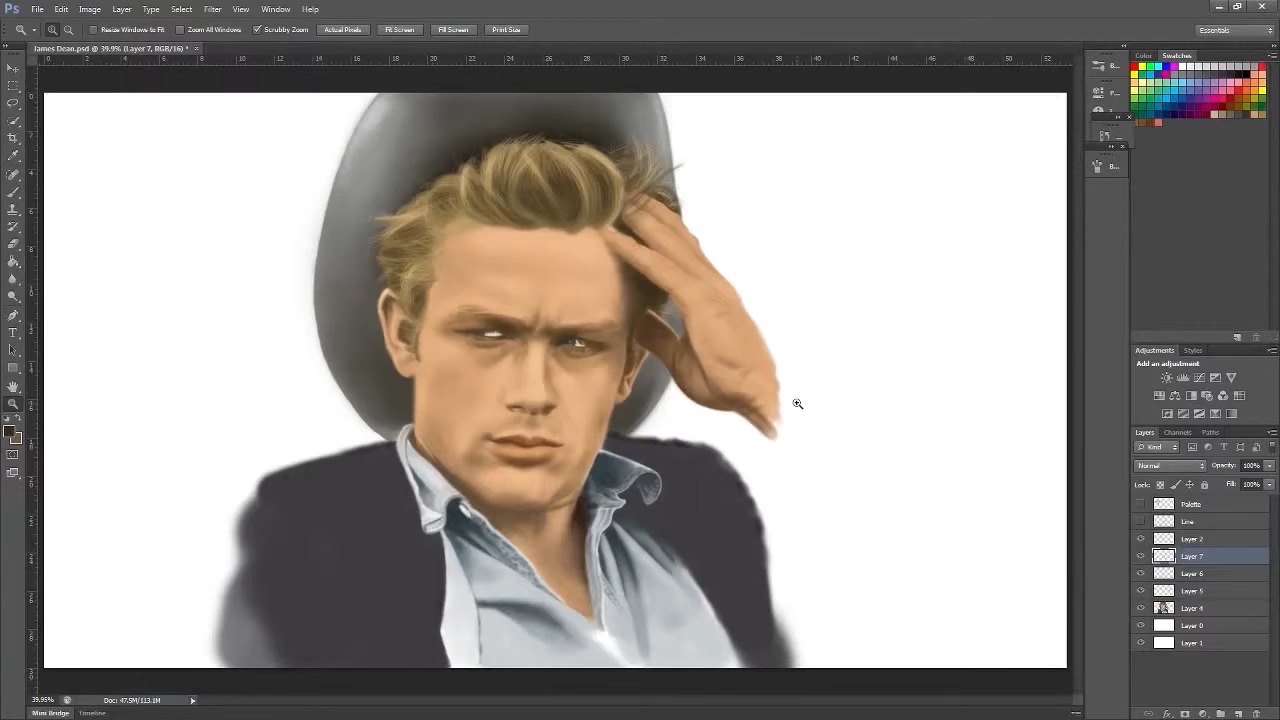 Ps File Edit Image Layer Type Select Filter View Window Help
Resize Windows to Fit All Windows Scrubby Zoom Actual Pixels Fit Screen Fill Screen Print Size Essentials
James Dean.psd @ 39.9% (Layer 7, RGB/16) *
Color Swatches
Adjustments Styles
Add an adjustment
Layers Channels Paths
Kind
Normal Opacity: 100%
Lock: Fill: 100%
Palette
Line
Layer 2
Layer 7
Layer 6
Layer 5
Layer 4
Layer 0
Layer 1
39.95% Doc: 47.5M/113.1M
Mini Bridge Timeline